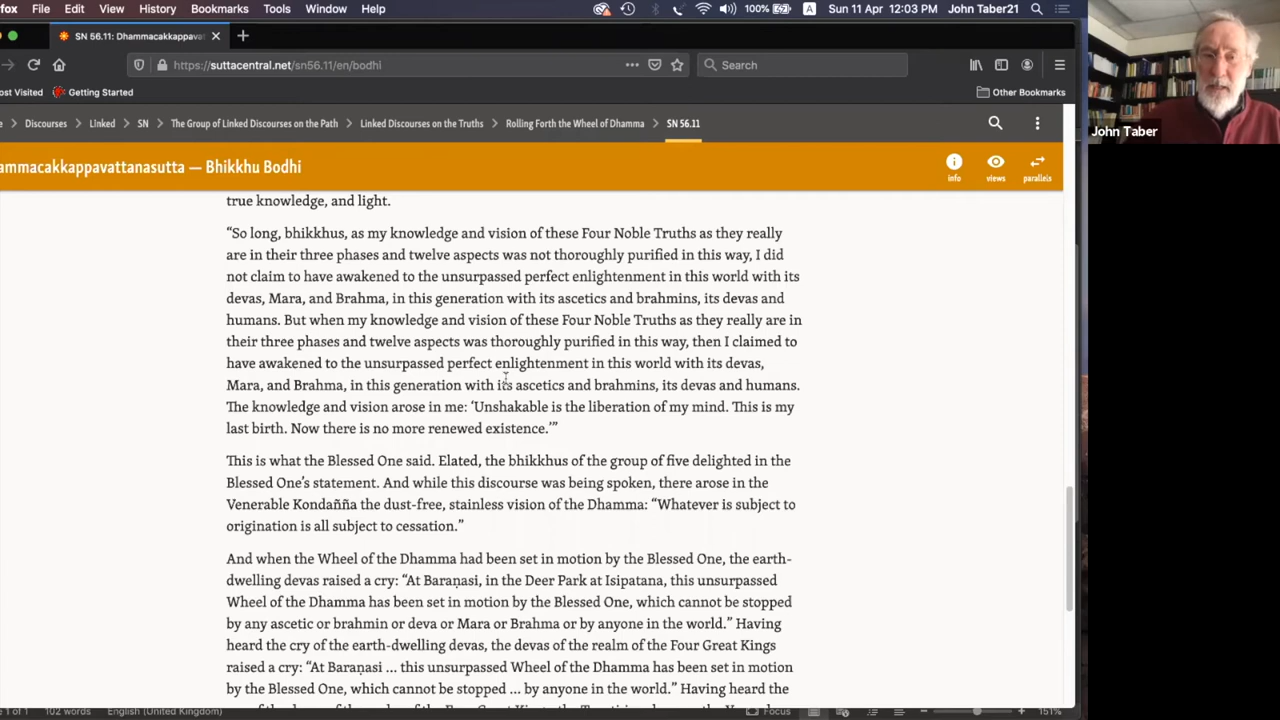 fox File Edit View History Bookmarks Tools Window Help 100% A Sun 11 Apr 12:03 PM John Taber21
SN 56.11: Dhammacakkappavat
https://suttacentral.net/sn56.11/en/bodhi Search
ost Visited Getting Started Other Bookmarks
e Discourses Linked SN The Group of Linked Discourses on the Path Linked Discourses on the Truths Rolling Forth the Wheel of Dhamma SN 56.11
John Taber
ammacakkappavattanasutta — Bhikkhu Bodhi
info views parallels
true knowledge, and light.
“So long, bhikkhus, as my knowledge and vision of these Four Noble Truths as they really
are in their three phases and twelve aspects was not thoroughly purified in this way, I did
not claim to have awakened to the unsurpassed perfect enlightenment in this world with its
devas, Mara, and Brahma, in this generation with its ascetics and brahmins, its devas and
humans. But when my knowledge and vision of these Four Noble Truths as they really are in
their three phases and twelve aspects was thoroughly purified in this way, then I claimed to
have awakened to the unsurpassed perfect enlightenment in this world with its devas,
Mara, and Brahma, in this generation with its ascetics and brahmins, its devas and humans.
The knowledge and vision arose in me: ‘Unshakable is the liberation of my mind. This is my
last birth. Now there is no more renewed existence.’”
This is what the Blessed One said. Elated, the bhikkhus of the group of five delighted in the
Blessed One’s statement. And while this discourse was being spoken, there arose in the
Venerable Kondañña the dust-free, stainless vision of the Dhamma: “Whatever is subject to
origination is all subject to cessation.”
And when the Wheel of the Dhamma had been set in motion by the Blessed One, the earth-
dwelling devas raised a cry: “At Baraṇasi, in the Deer Park at Isipatana, this unsurpassed
Wheel of the Dhamma has been set in motion by the Blessed One, which cannot be stopped
by any ascetic or brahmin or deva or Mara or Brahma or by anyone in the world.” Having
heard the cry of the earth-dwelling devas, the devas of the realm of the Four Great Kings
raised a cry: “At Baraṇasi … this unsurpassed Wheel of the Dhamma has been set in motion
by the Blessed One, which cannot be stopped … by anyone in the world.” Having heard the
e 1 of 1 102 words English (United Kingdom) Focus 151%